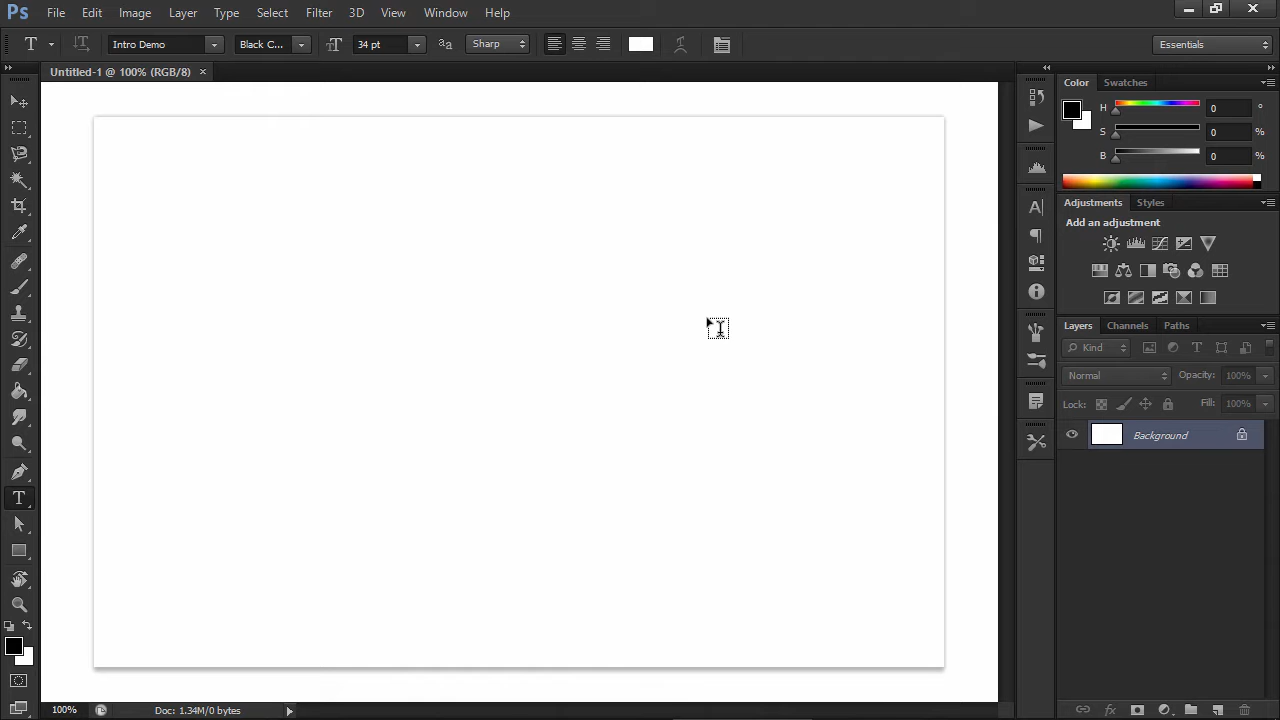 Ps File Edit Image Layer Type Select Filter 3D View Window Help
T Intro Demo Black C... 34 pt Sharp Essentials
Untitled-1 @ 100% (RGB/8) ×
Color Swatches
H 0 °
S 0 %
B 0 %
Adjustments Styles
Add an adjustment
Layers Channels Paths
Kind
Normal Opacity: 100%
Lock: Fill: 100%
Background
100% Doc: 1.34M/0 bytes